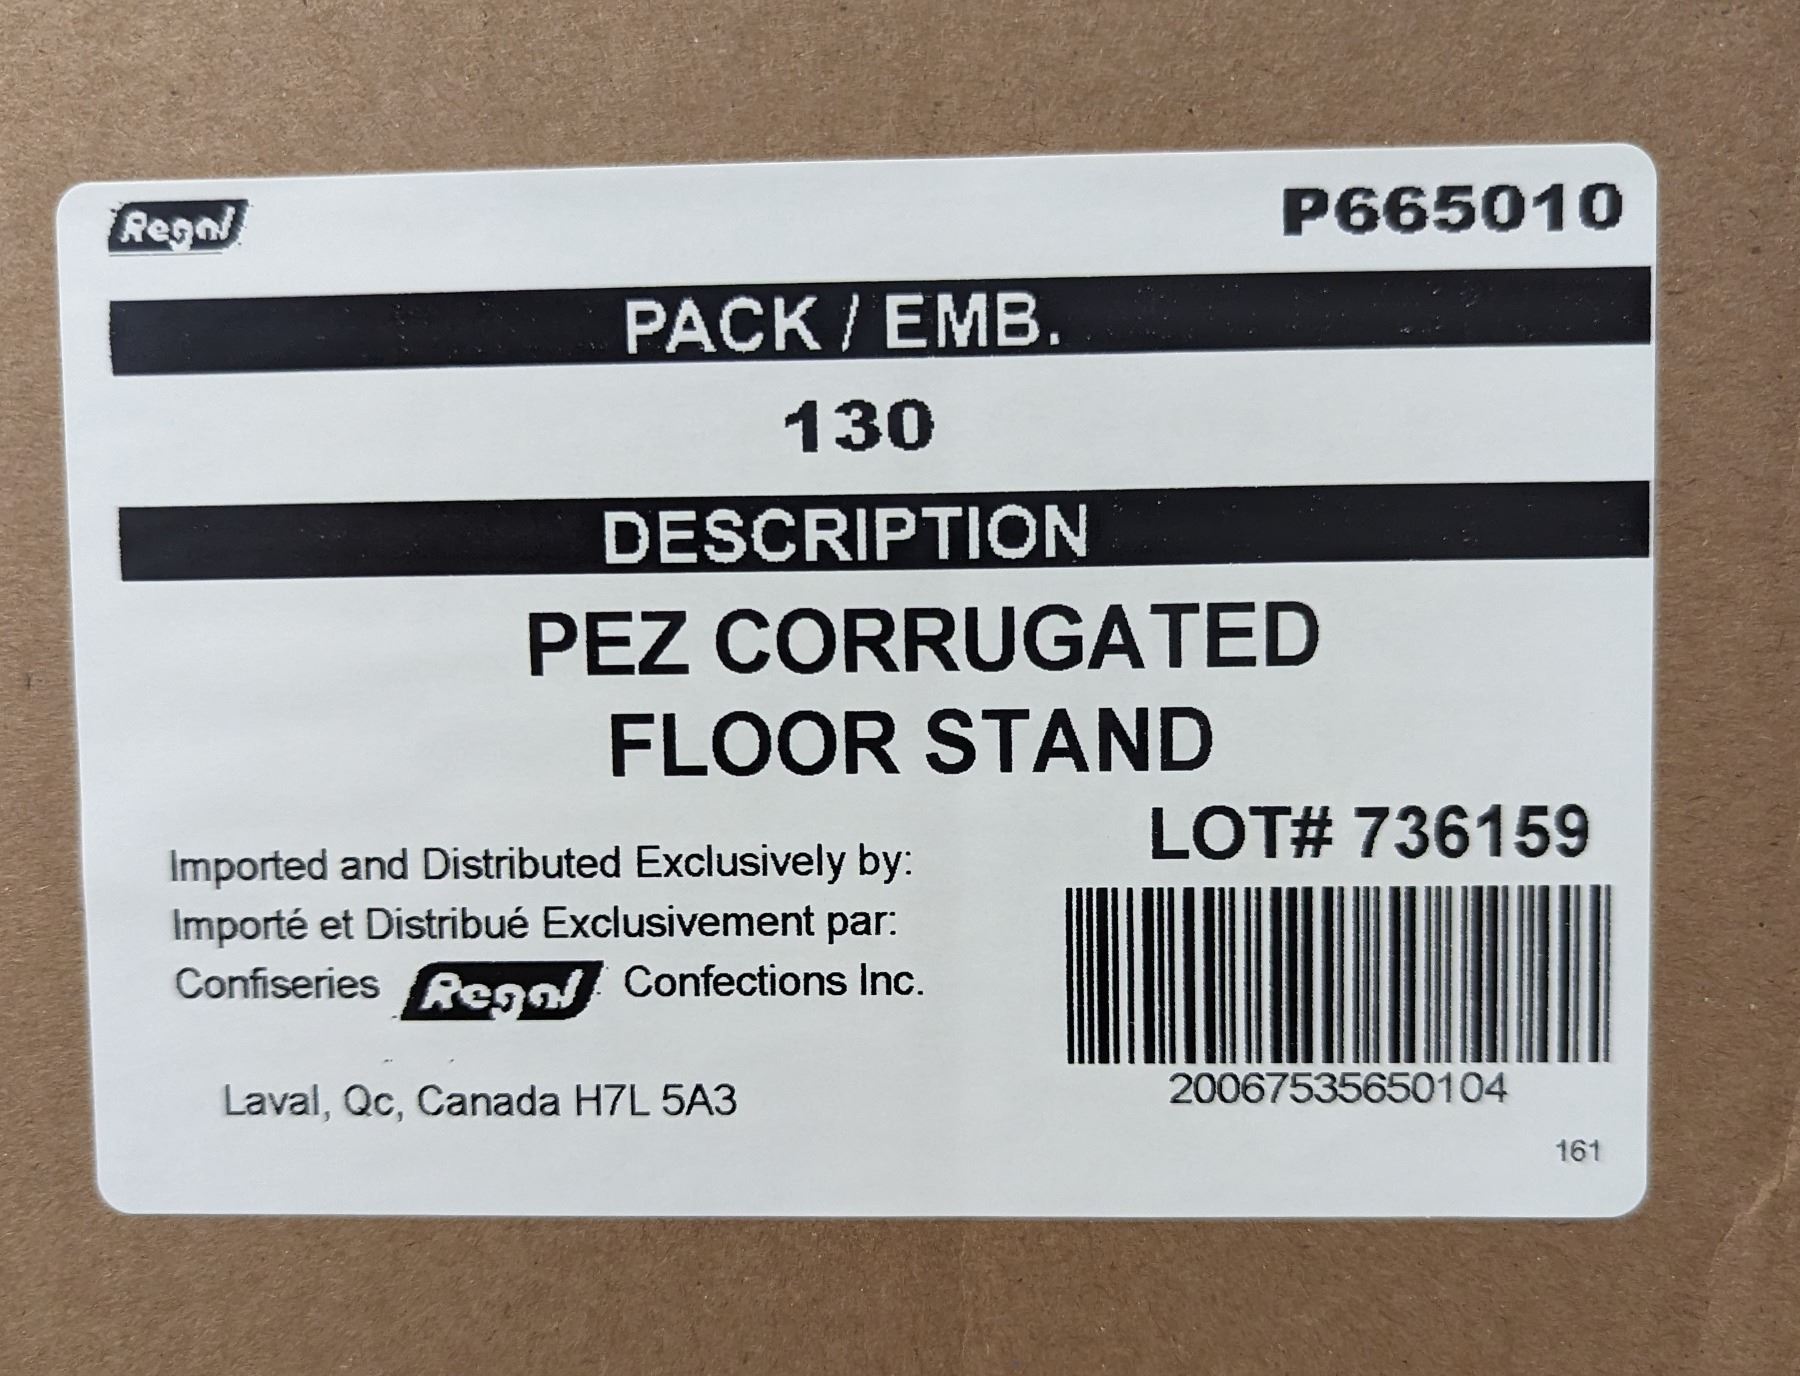 Regal
P665010
PACK / EMB.
130
DESCRIPTION
PEZ CORRUGATED
FLOOR STAND
LOT# 736159
Imported and Distributed Exclusively by:
Importé et Distribué Exclusivement par:
Confiseries Regal Confections Inc.
Laval, Qc, Canada H7L 5A3
20067535650104
161